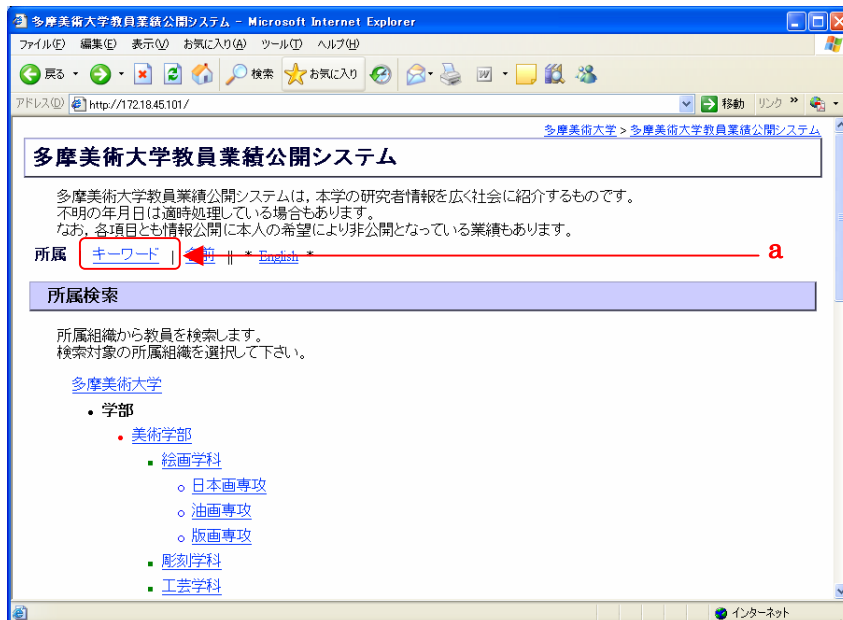 多摩美術大学教員業績公開システム - Microsoft Internet Explorer
ファイル(F) 編集(E) 表示(V) お気に入り(A) ツール(T) ヘルプ(H)
戻る 検索 お気に入り
アドレス(D) http://172.18.45.101/ 移動 リンク »
多摩美術大学 > 多摩美術大学教員業績公開システム
多摩美術大学教員業績公開システム
多摩美術大学教員業績公開システムは，本学の研究者情報を広く社会に紹介するものです。
不明の年月日は適時処理している場合もあります。
なお，各項目とも情報公開に本人の希望により非公開となっている業績もあります。
所属 キーワード | 名前 || * English *
a
所属検索
所属組織から教員を検索します。
検索対象の所属組織を選択して下さい。
多摩美術大学
• 学部
• 美術学部
▪ 絵画学科
○ 日本画専攻
○ 油画専攻
○ 版画専攻
▪ 彫刻学科
▪ 工芸学科
インターネット